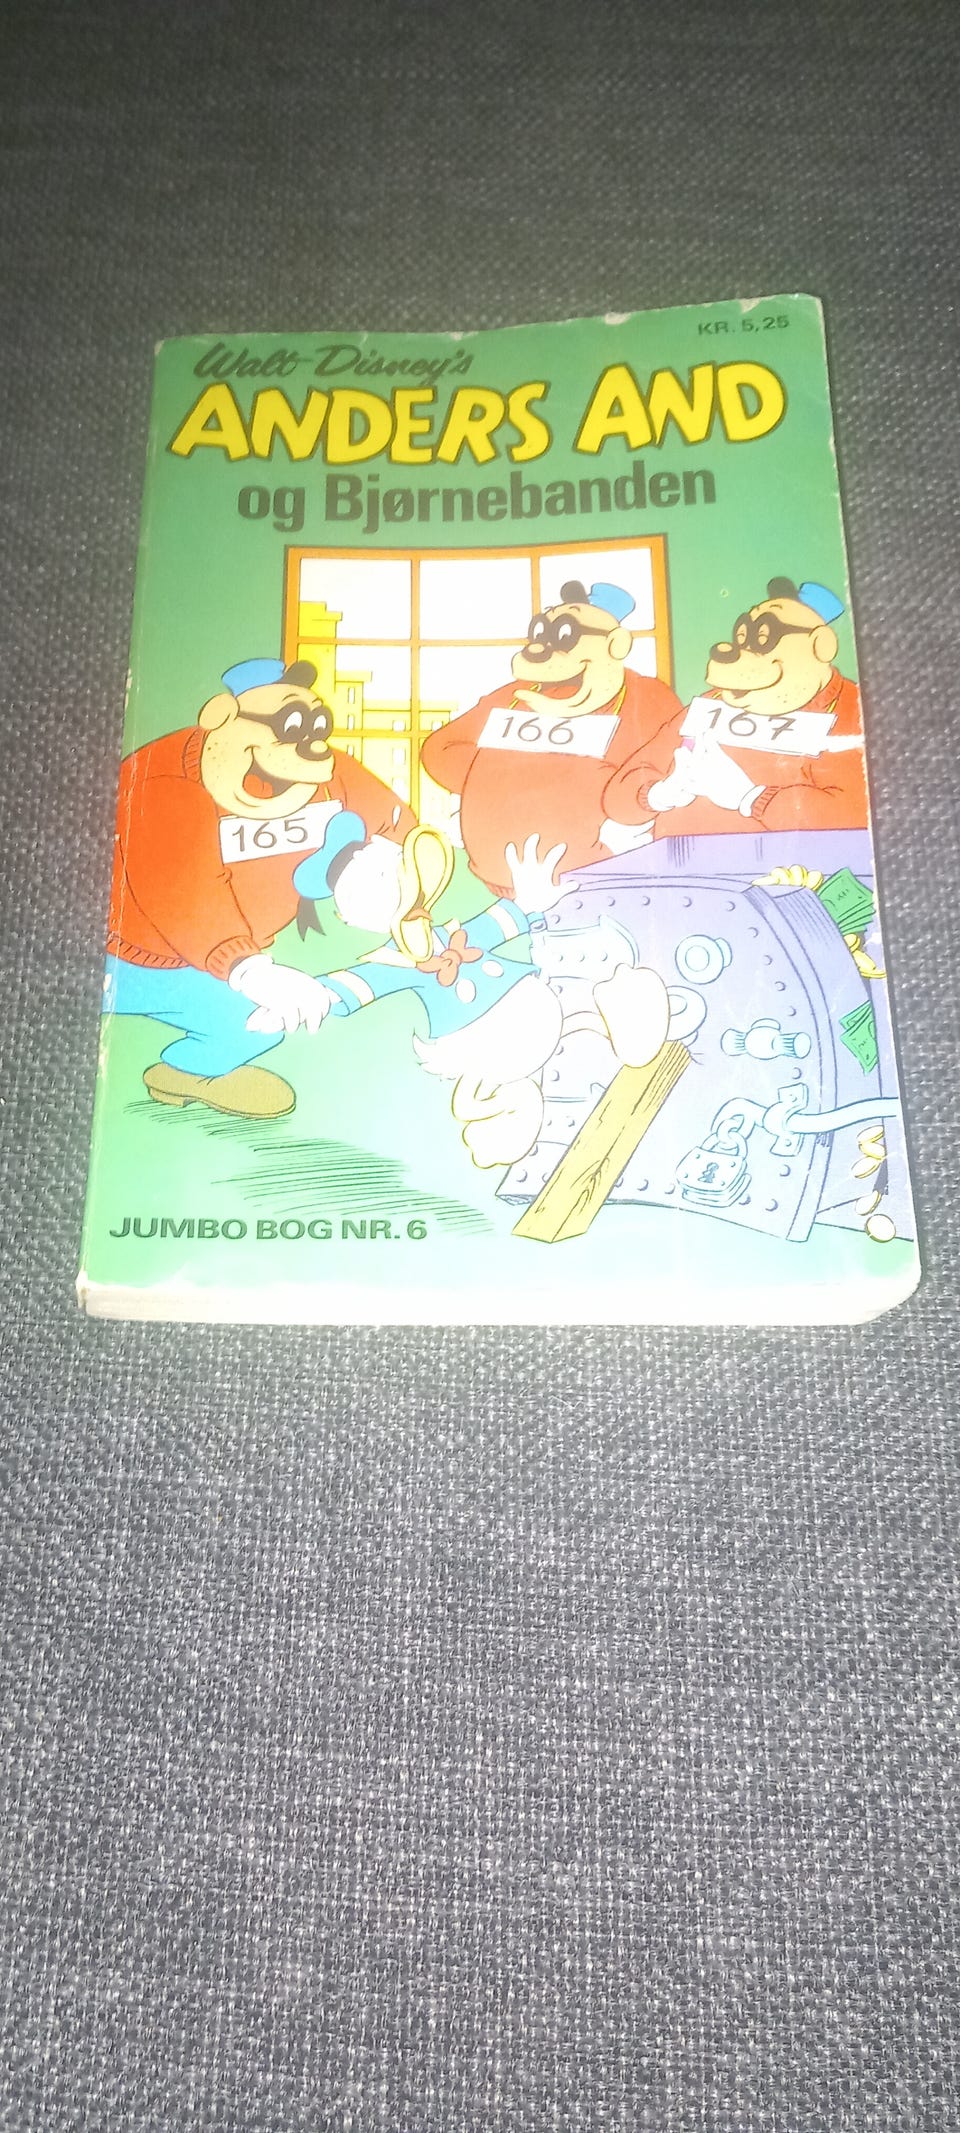 KR. 5,25
Walt Disney's
ANDERS AND
og Bjørnebanden
166
167
165
JUMBO BOG NR. 6